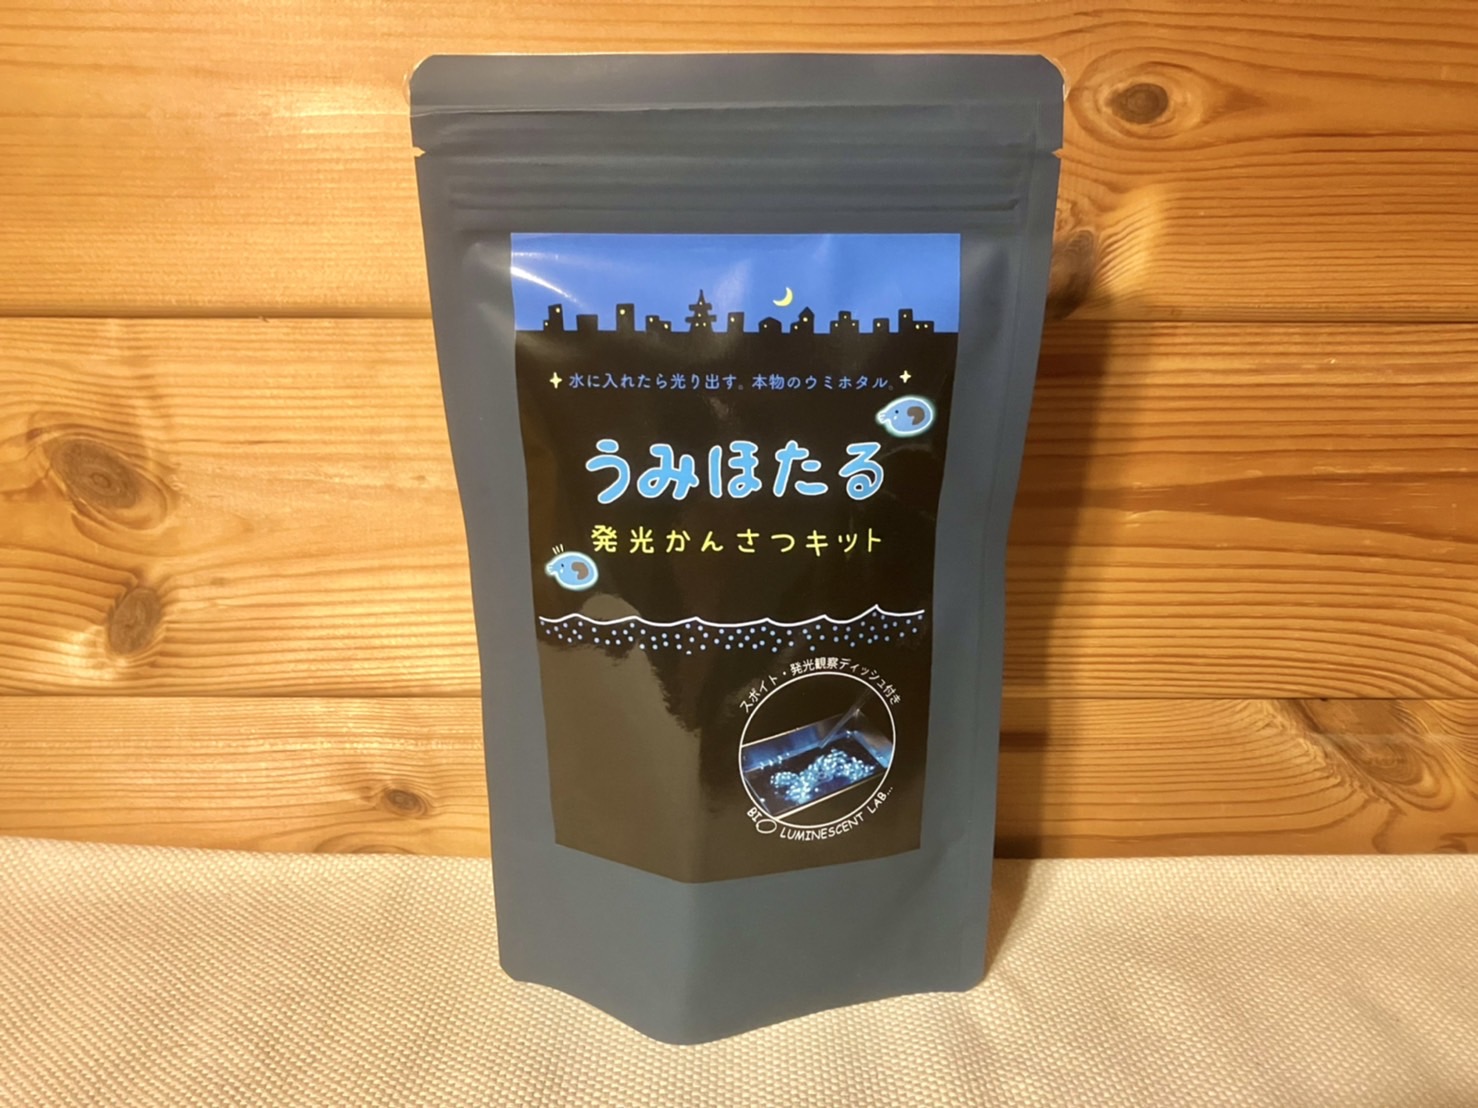 水に入れたら光り出す。本物のウミホタル。
うみほたる
発光かんさつキット
スポイト・発光観察ディッシュ付き
BIO LUMINESCENT LAB...